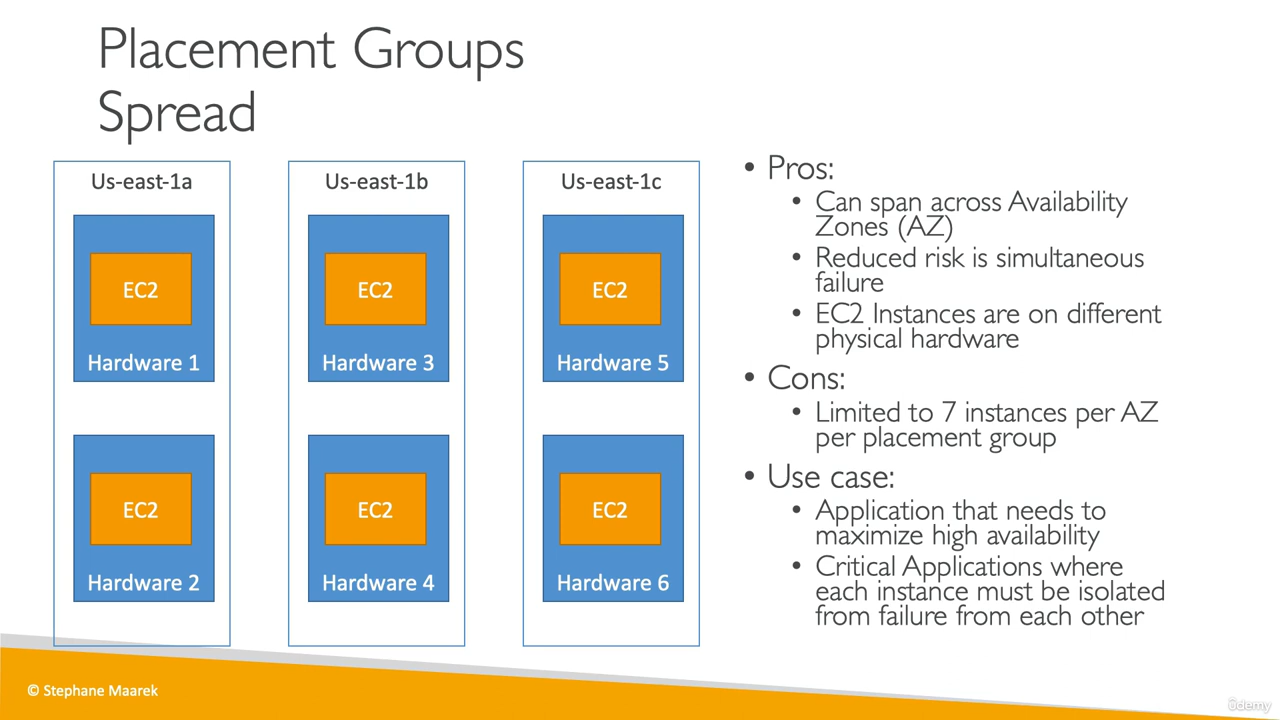 Placement Groups
Spread
Us-east-1a
EC2
Hardware 1
EC2
Hardware 2
Us-east-1b
EC2
Hardware 3
EC2
Hardware 4
Us-east-1c
EC2
Hardware 5
EC2
Hardware 6
• Pros:
• Can span across Availability
Zones (AZ)
• Reduced risk is simultaneous
failure
• EC2 Instances are on different
physical hardware
• Cons:
• Limited to 7 instances per AZ
per placement group
• Use case:
• Application that needs to
maximize high availability
• Critical Applications where
each instance must be isolated
from failure from each other
© Stephane Maarek
ûdemy